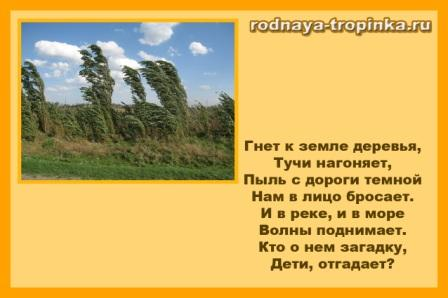 rodnaya-tropinka.ru
Гнет к земле деревья,
Тучи нагоняет,
Пыль с дороги темной
Нам в лицо бросает.
И в реке, и в море
Волны поднимает.
Кто о нем загадку,
Дети, отгадает?